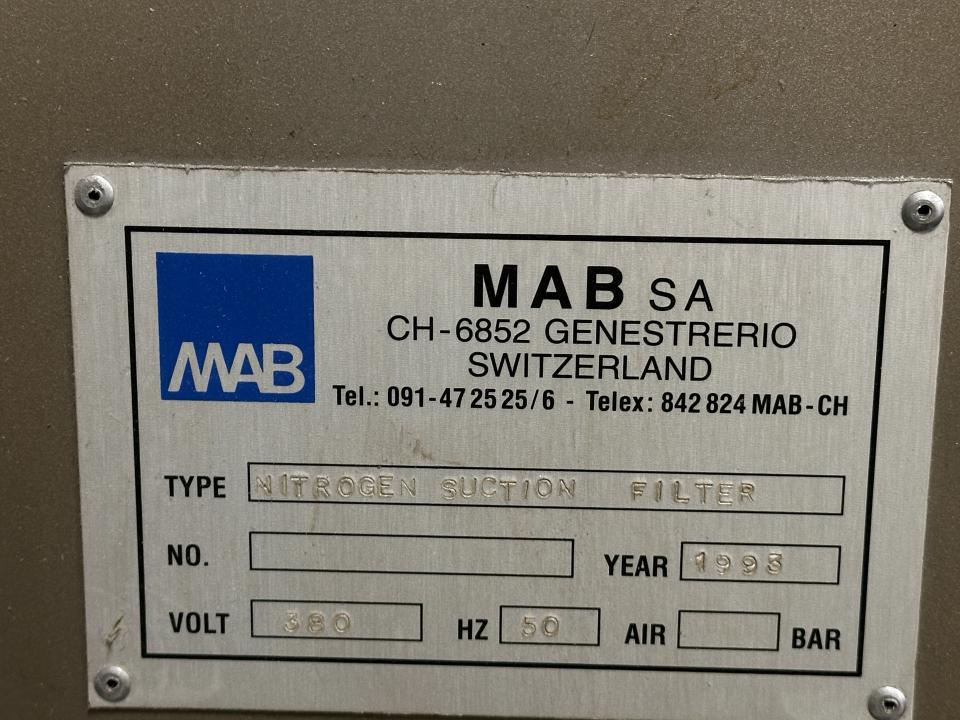 MAB
MAB SA
CH-6852 GENESTRERIO
SWITZERLAND
Tel.: 091-47 25 25/6 - Telex: 842 824 MAB-CH
TYPE NITROGEN SUCTION FILTER
NO. YEAR 1993
VOLT 380 HZ 50 AIR BAR